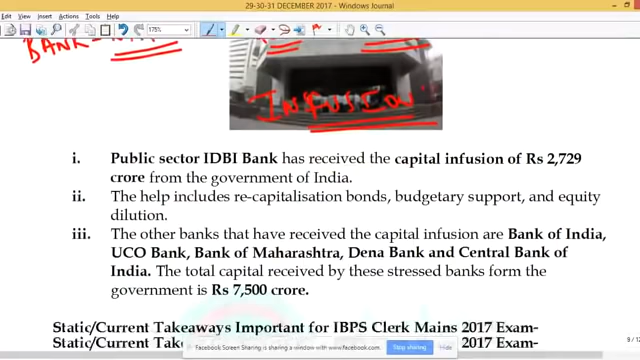 29-30-31 DECEMBER 2017 - Windows Journal
Edit View Insert Actions Tools Help
175%
BANK -
INFUSION
i. Public sector IDBI Bank has received the capital infusion of Rs 2,729
crore from the government of India.
ii. The help includes re-capitalisation bonds, budgetary support, and equity
dilution.
iii. The other banks that have received the capital infusion are Bank of India,
UCO Bank, Bank of Maharashtra, Dena Bank and Central Bank of
India. The total capital received by these stressed banks form the
government is Rs 7,500 crore.
Static/Current Takeaways Important for IBPS Clerk Mains 2017 Exam-
Static/Current Take
2017 Exam-
Facebook Screen Sharing is sharing a window with www.facebook.com.
Stop sharing
Hide
9 / 12